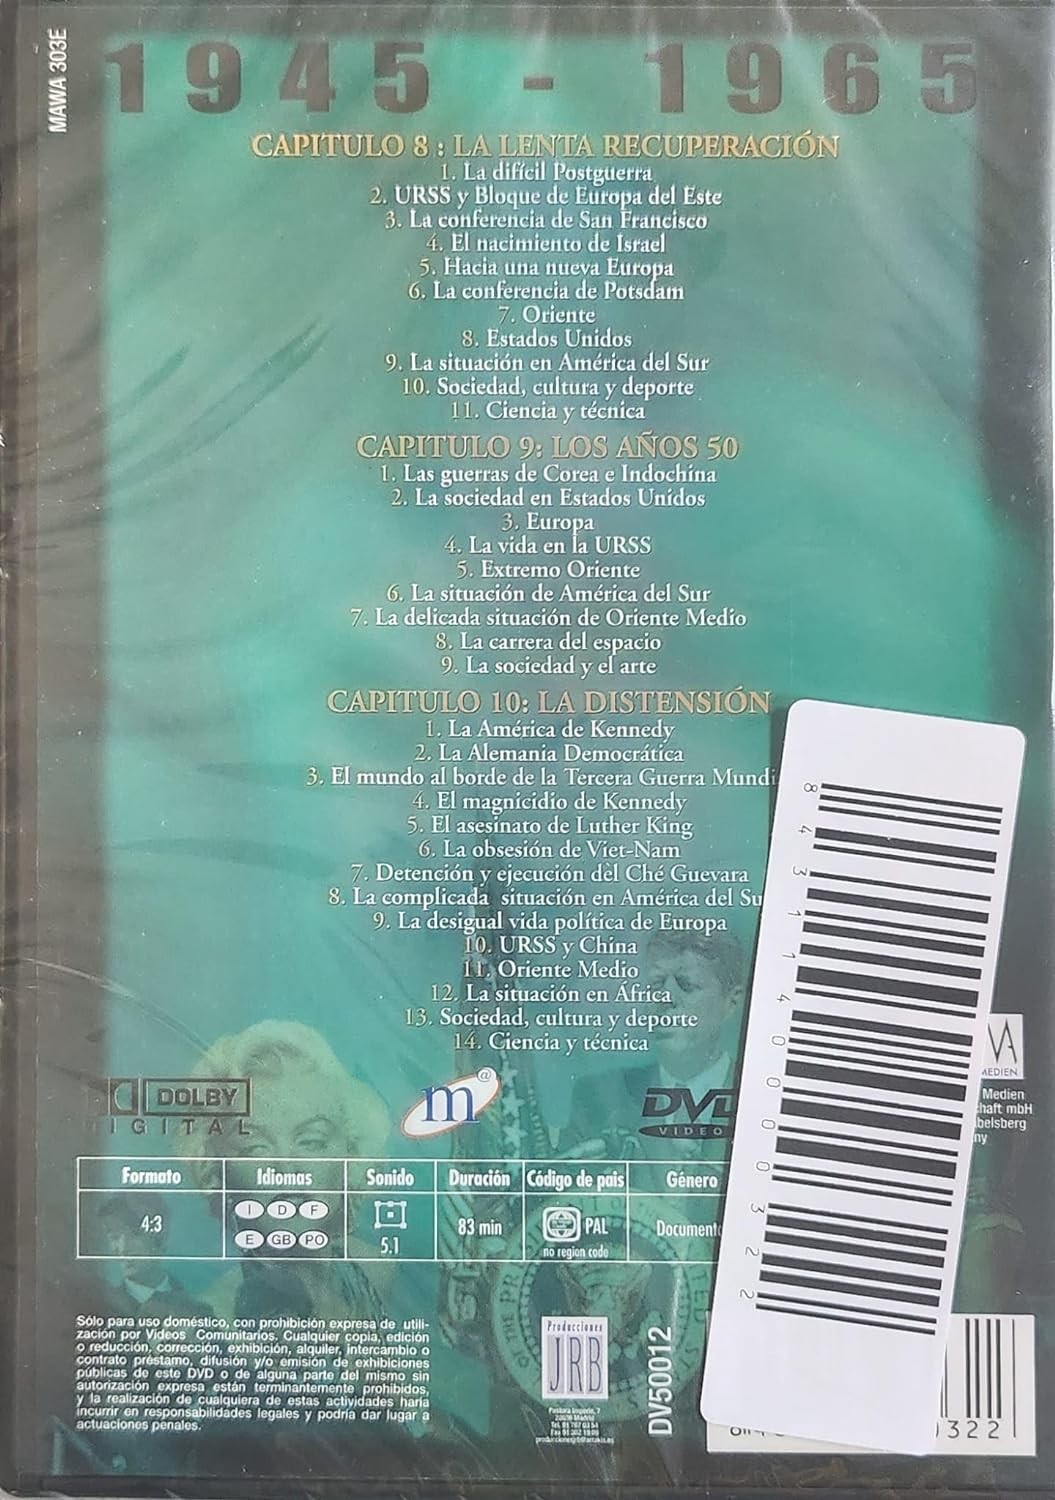 MAWA 303E
1945 - 1965
CAPITULO 8 : LA LENTA RECUPERACIÓN
1. La difícil Postguerra
2. URSS y Bloque de Europa del Este
3. La conferencia de San Francisco
4. El nacimiento de Israel
5. Hacia una nueva Europa
6. La conferencia de Potsdam
7. Oriente
8. Estados Unidos
9. La situación en América del Sur
10. Sociedad, cultura y deporte
11. Ciencia y técnica
CAPITULO 9: LOS AÑOS 50
1. Las guerras de Corea e Indochina
2. La sociedad en Estados Unidos
3. Europa
4. La vida en la URSS
5. Extremo Oriente
6. La situación de América del Sur
7. La delicada situación de Oriente Medio
8. La carrera del espacio
9. La sociedad y el arte
CAPITULO 10: LA DISTENSIÓN
1. La América de Kennedy
2. La Alemania Democrática
3. El mundo al borde de la Tercera Guerra Mundi
4. El magnicidio de Kennedy
5. El asesinato de Luther King
6. La obsesión de Viet-Nam
7. Detención y ejecución dèl Ché Guevara
8. La complicada situación en América del Su
9. La desigual vida política de Europa
10. URSS y China
11. Oriente Medio
12. La situación en África
13. Sociedad, cultura y deporte
14. Ciencia y técnica
8431140000322
MEDIEN
Medien
haft mbH
belsberg
ny
DOLBY
DIGITAL
m@
DVD
VIDEO
Formato Idiomas Sonido Duración Código de pais Género
4:3 I D F E GB PO 5.1 83 min PAL no region code Document
Sólo para uso doméstico, con prohibición expresa de utili-
zación por Videos Comunitarios. Cualquier copia, edición
o reducción, corrección, exhibición, alquiler, intercambio o
contrato préstamo, difusión y/o emisión de exhibiciones
públicas de este DVD o de alguna parte del mismo sin
autorización expresa están terminantemente prohibidos,
y la realización de cualquiera de estas actividades haría
incurrir en responsabilidades legales y podría dar lugar a
actuaciones penales.
Producciones
JRB
DV50012
322